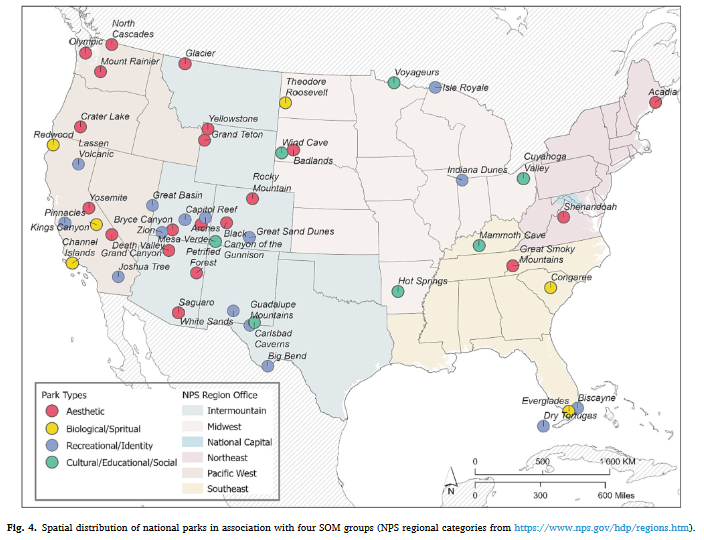 North
Cascades
Olympic
Mount Rainier
Glacier
Voyageurs
Isle Royale
Theodore
Roosevelt
Acadia
Crater Lake
Yellowstone
Grand Teton
Wind Cave
Badlands
Redwood
Lassen
Volcanic
Rocky
Mountain
Indiana Dunes
Cuyahoga
Valley
Yosemite
Great Basin
Capitol Reef
Shenandoah
Pinnacles
Kings Canyon
Bryce Canyon
Zion
Arches
Black
Canyon of the
Gunnison
Great Sand Dunes
Mammoth Cave
Channel
Islands
Death Valley
Mesa Verde
Grand Canyon
Petrified
Forest
Great Smoky
Mountains
Joshua Tree
Hot Springs
Congaree
Saguaro
White Sands
Guadalupe
Mountains
Carlsbad
Caverns
Big Bend
Everglades
Biscayne
Dry Tortugas
Park Types
Aesthetic
Biological/Spritual
Recreational/Identity
Cultural/Educational/Social
NPS Region Office
Intermountain
Midwest
National Capital
Northeast
Pacific West
Southeast
N
0 500 1'000 KM
0 300 600 Miles
Fig. 4. Spatial distribution of national parks in association with four SOM groups (NPS regional categories from https://www.nps.gov/hdp/regions.htm).